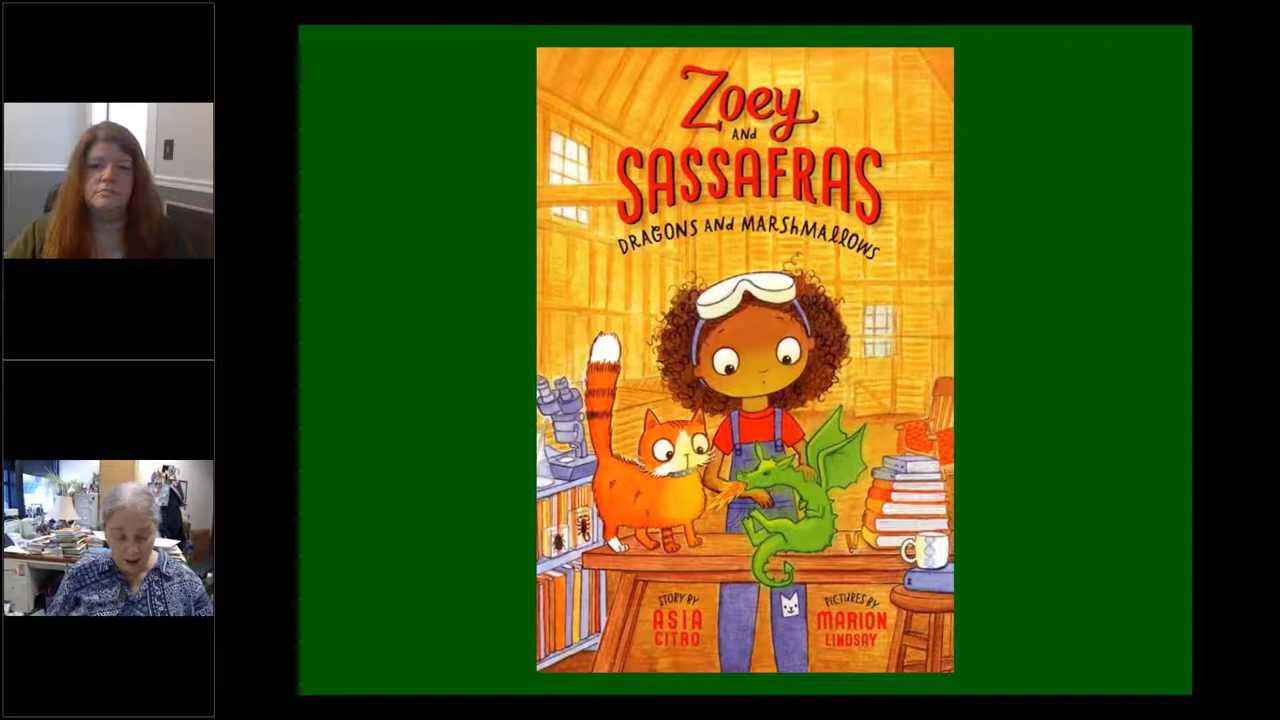 Zoey
AND
SASSAFRAS
DRAGONS AND MARSHMALLOWS
STORY BY
ASIA
CITRO
PICTURES BY
MARION
LINDSAY